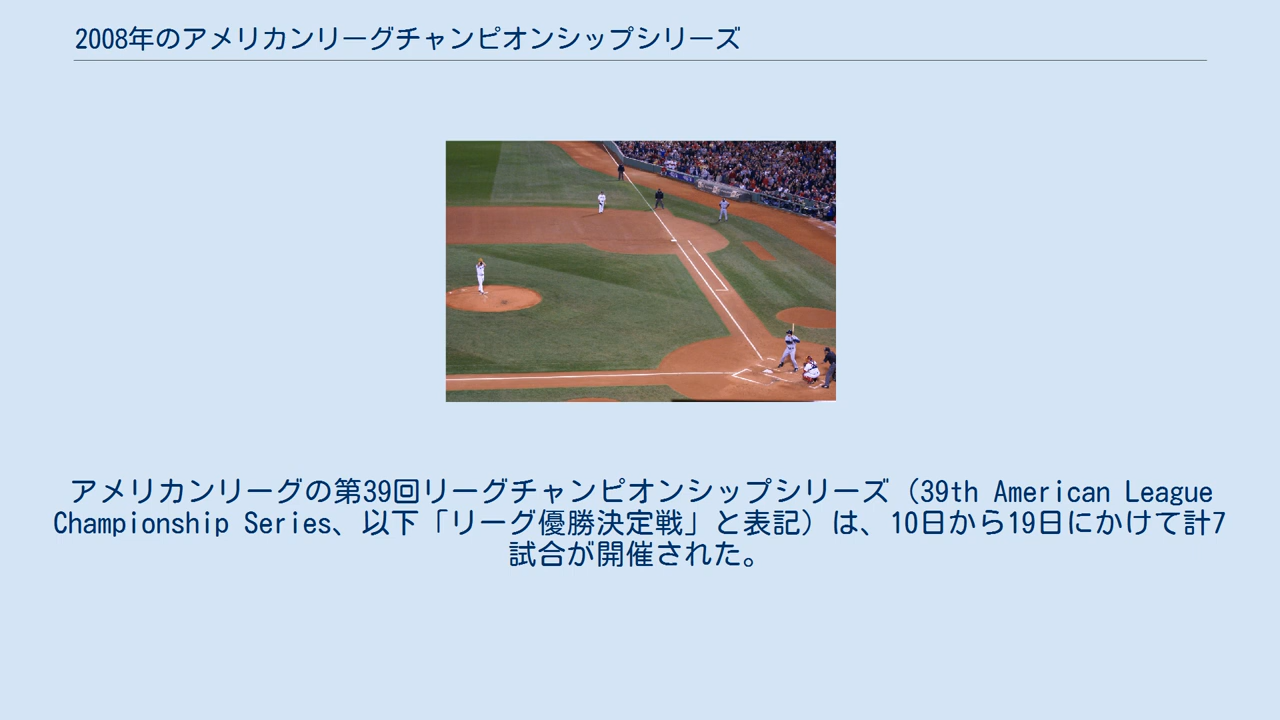 2008年のアメリカンリーグチャンピオンシップシリーズ
アメリカンリーグの第39回リーグチャンピオンシップシリーズ（39th American League
Championship Series、以下「リーグ優勝決定戦」と表記）は、10日から19日にかけて計7
試合が開催された。